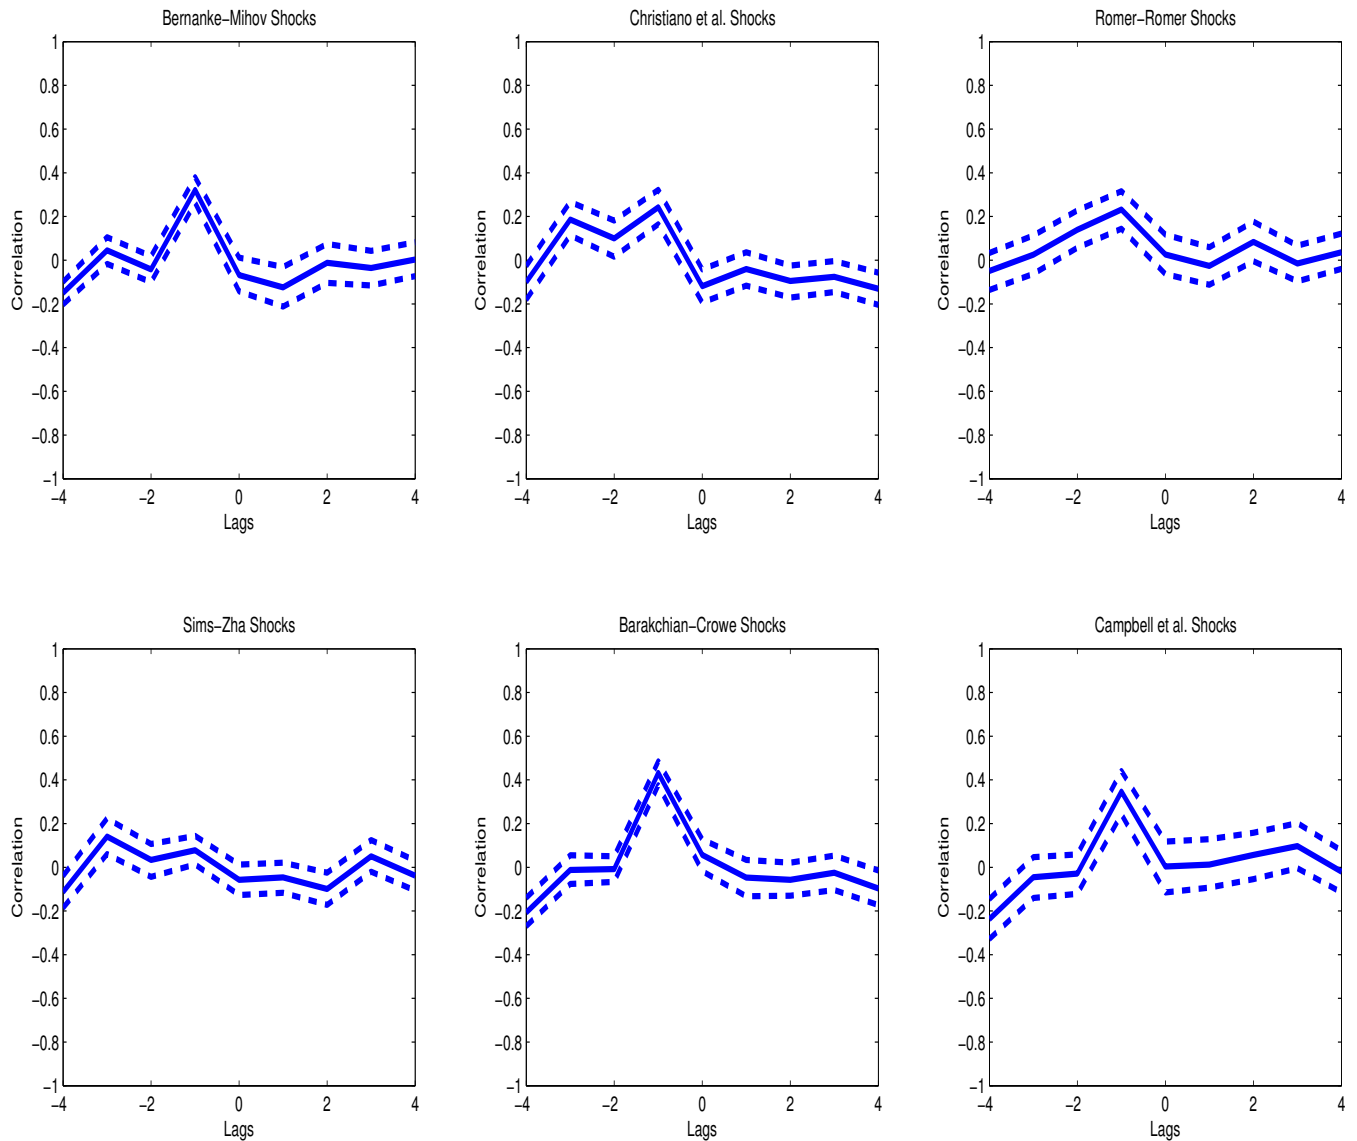 Bernanke−Mihov Shocks
1
0.8
0.6
0.4
0.2
0
−0.2
−0.4
−0.6
−0.8
−1
Correlation
−4 −2 0 2 4
Lags
Christiano et al. Shocks
1
0.8
0.6
0.4
0.2
0
−0.2
−0.4
−0.6
−0.8
−1
Correlation
−4 −2 0 2 4
Lags
Romer−Romer Shocks
1
0.8
0.6
0.4
0.2
0
−0.2
−0.4
−0.6
−0.8
−1
Correlation
−4 −2 0 2 4
Lags
Sims−Zha Shocks
1
0.8
0.6
0.4
0.2
0
−0.2
−0.4
−0.6
−0.8
−1
Correlation
−4 −2 0 2 4
Lags
Barakchian−Crowe Shocks
1
0.8
0.6
0.4
0.2
0
−0.2
−0.4
−0.6
−0.8
−1
Correlation
−4 −2 0 2 4
Lags
Campbell et al. Shocks
1
0.8
0.6
0.4
0.2
0
−0.2
−0.4
−0.6
−0.8
−1
Correlation
−4 −2 0 2 4
Lags